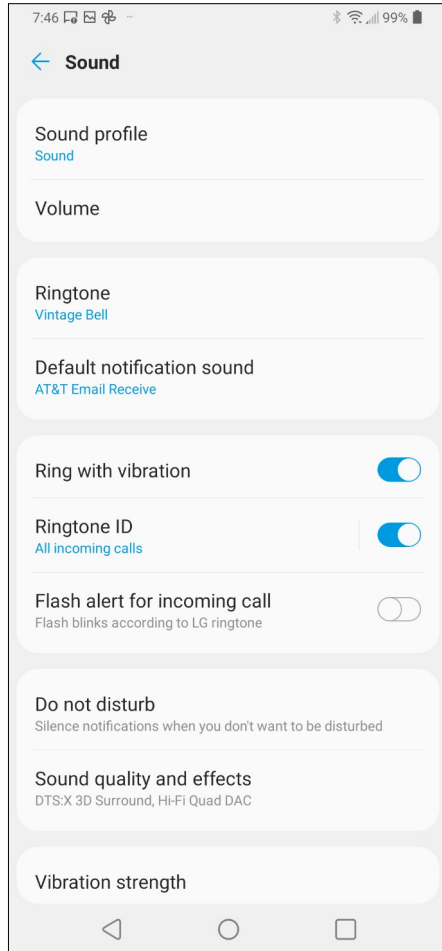 7:46
99%
Sound
Sound profile
Sound
Volume
Ringtone
Vintage Bell
Default notification sound
AT&T Email Receive
Ring with vibration
Ringtone ID
All incoming calls
Flash alert for incoming call
Flash blinks according to LG ringtone
Do not disturb
Silence notifications when you don't want to be disturbed
Sound quality and effects
DTS:X 3D Surround, Hi-Fi Quad DAC
Vibration strength